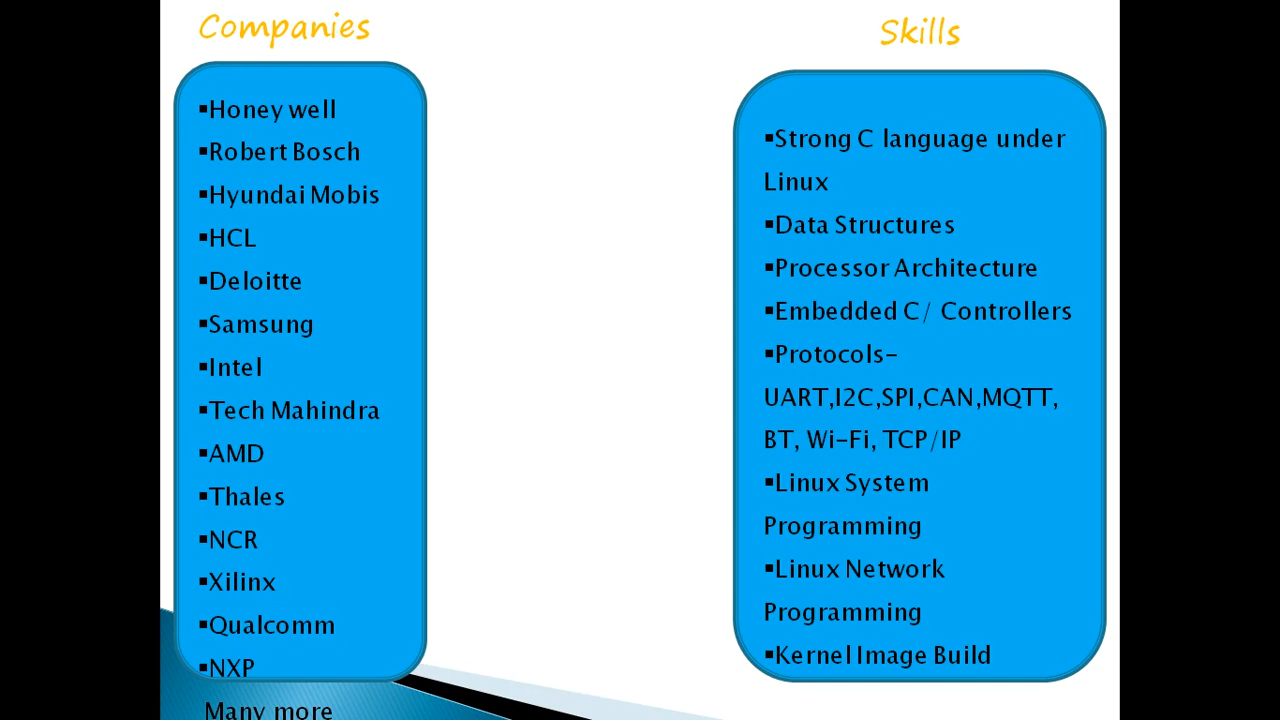 Companies
▪Honey well
▪Robert Bosch
▪Hyundai Mobis
▪HCL
▪Deloitte
▪Samsung
▪Intel
▪Tech Mahindra
▪AMD
▪Thales
▪NCR
▪Xilinx
▪Qualcomm
▪NXP
Many more
Skills
▪Strong C language under
Linux
▪Data Structures
▪Processor Architecture
▪Embedded C/ Controllers
▪Protocols-
UART,I2C,SPI,CAN,MQTT,
BT, Wi-Fi, TCP/IP
▪Linux System
Programming
▪Linux Network
Programming
▪Kernel Image Build